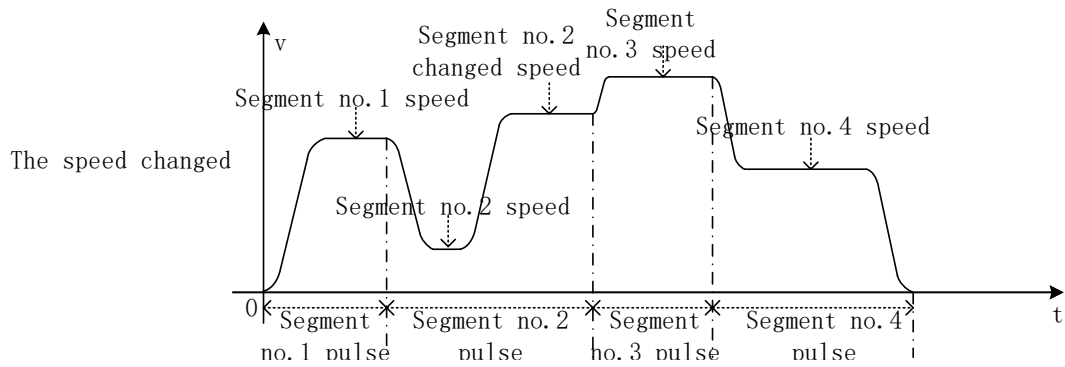 v
Segment no.2
changed speed
Segment
no.3 speed
Segment no.1 speed
Segment no.4 speed
The speed changed
Segment no.2 speed
0
t
Segment
no.1 pulse
Segment no.2
pulse
Segment
no.3 pulse
Segment no.4
pulse